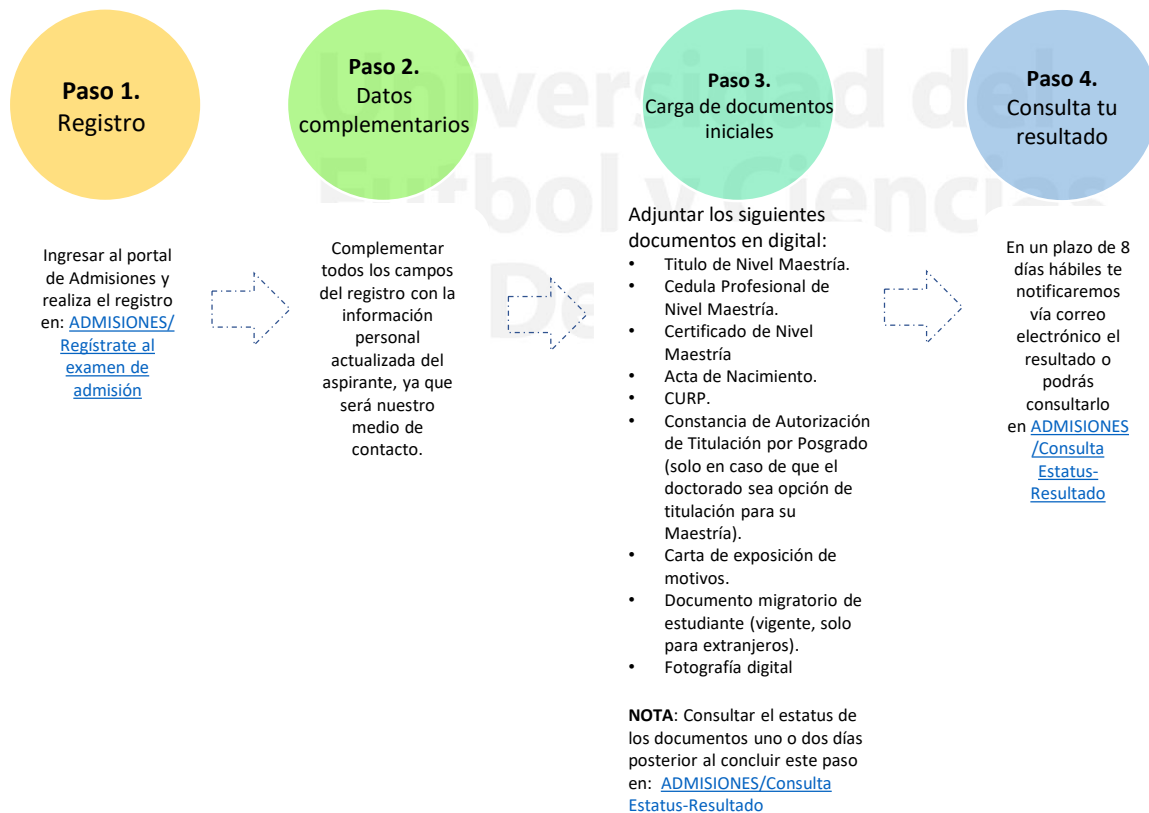 Paso 1.
Registro
Ingresar al portal
de Admisiones y
realiza el registro
en: ADMISIONES/
Regístrate al
examen de
admisión
Paso 2.
Datos
complementarios
Complementar
todos los campos
del registro con la
información
personal
actualizada del
aspirante, ya que
será nuestro
medio de
contacto.
Paso 3.
Carga de documentos
iniciales
Adjuntar los siguientes
documentos en digital:
• Titulo de Nivel Maestría.
• Cedula Profesional de
Nivel Maestría.
• Certificado de Nivel
Maestría
• Acta de Nacimiento.
• CURP.
• Constancia de Autorización
de Titulación por Posgrado
(solo en caso de que el
doctorado sea opción de
titulación para su
Maestría).
• Carta de exposición de
motivos.
• Documento migratorio de
estudiante (vigente, solo
para extranjeros).
• Fotografía digital
NOTA: Consultar el estatus de
los documentos uno o dos días
posterior al concluir este paso
en: ADMISIONES/Consulta
Estatus-Resultado
Paso 4.
Consulta tu
resultado
En un plazo de 8
días hábiles te
notificaremos
vía correo
electrónico el
resultado o
podrás
consultarlo
en ADMISIONES
/Consulta
Estatus-
Resultado
Universidad del
Futbol y Ciencias